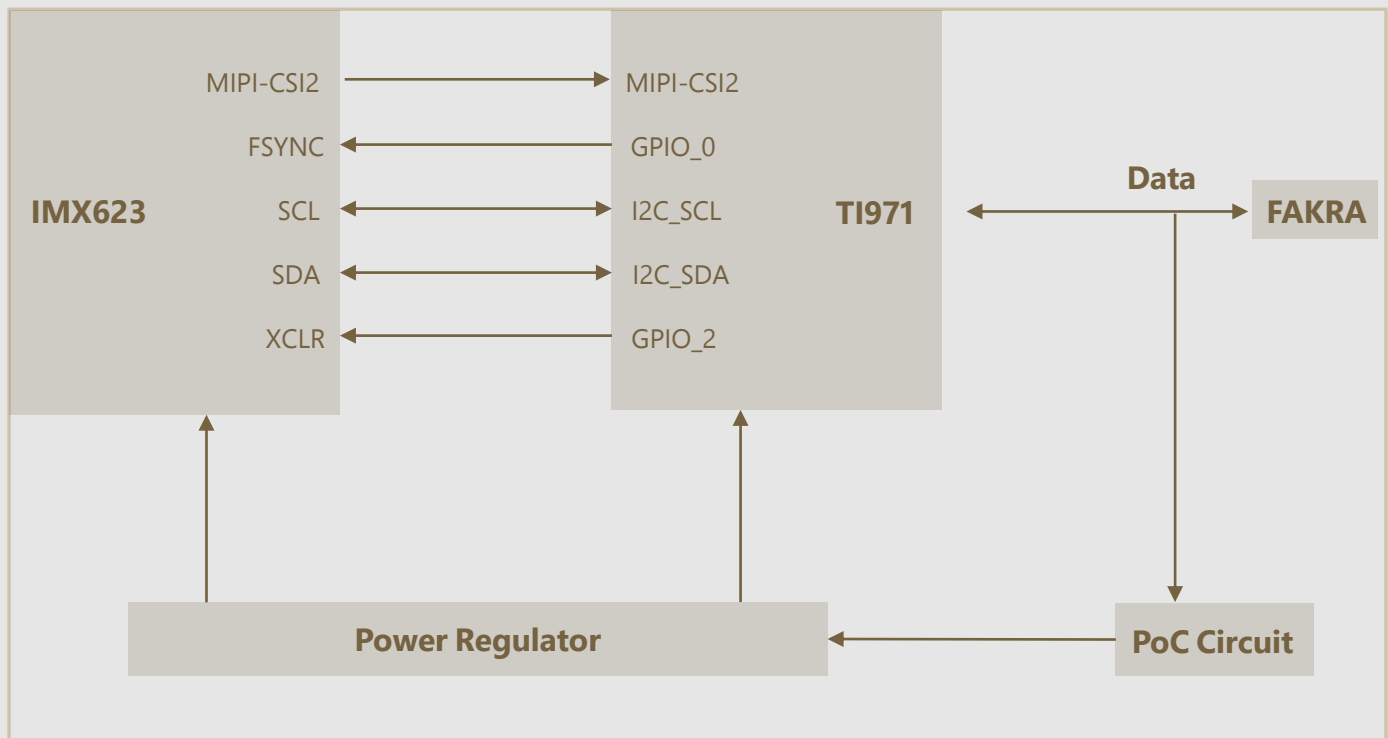 MIPI-CSI2
MIPI-CSI2
FSYNC
GPIO_0
Data
IMX623
SCL
I2C_SCL
TI971
FAKRA
SDA
I2C_SDA
XCLR
GPIO_2
Power Regulator
PoC Circuit